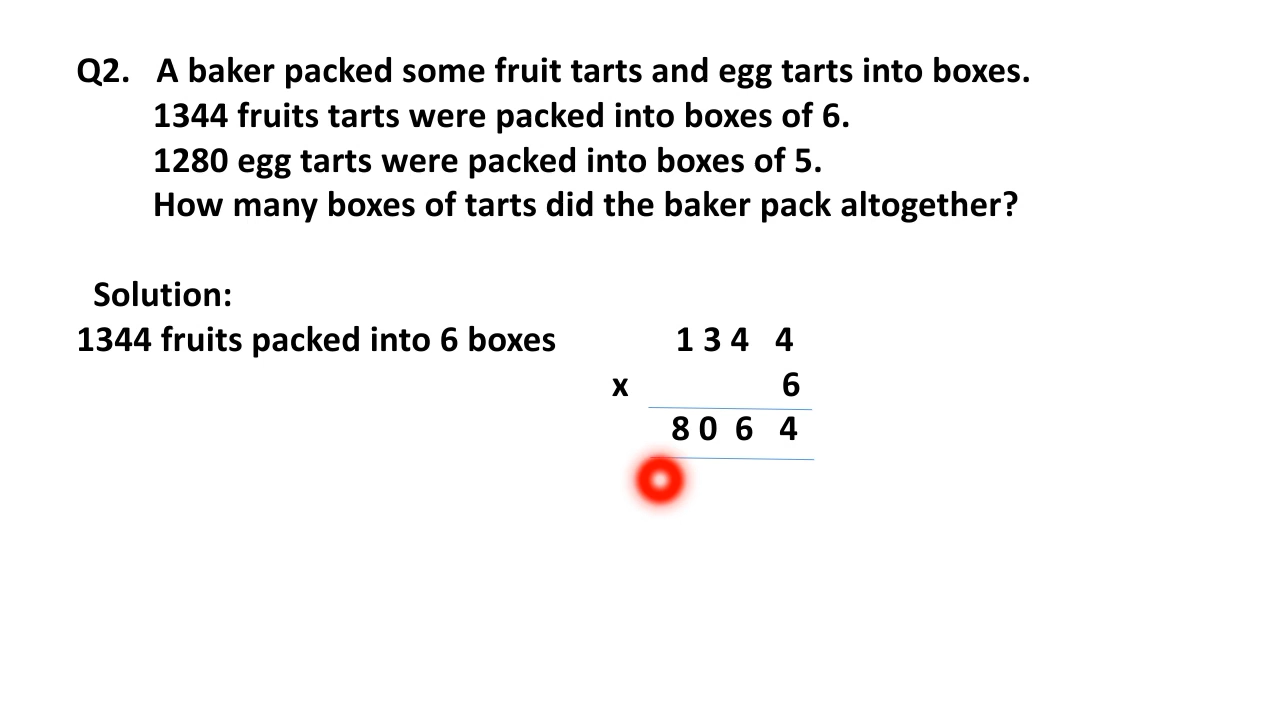 Q2. A baker packed some fruit tarts and egg tarts into boxes.
1344 fruits tarts were packed into boxes of 6.
1280 egg tarts were packed into boxes of 5.
How many boxes of tarts did the baker pack altogether?
Solution:
1344 fruits packed into 6 boxes 1 3 4 4
x 6
8 0 6 4